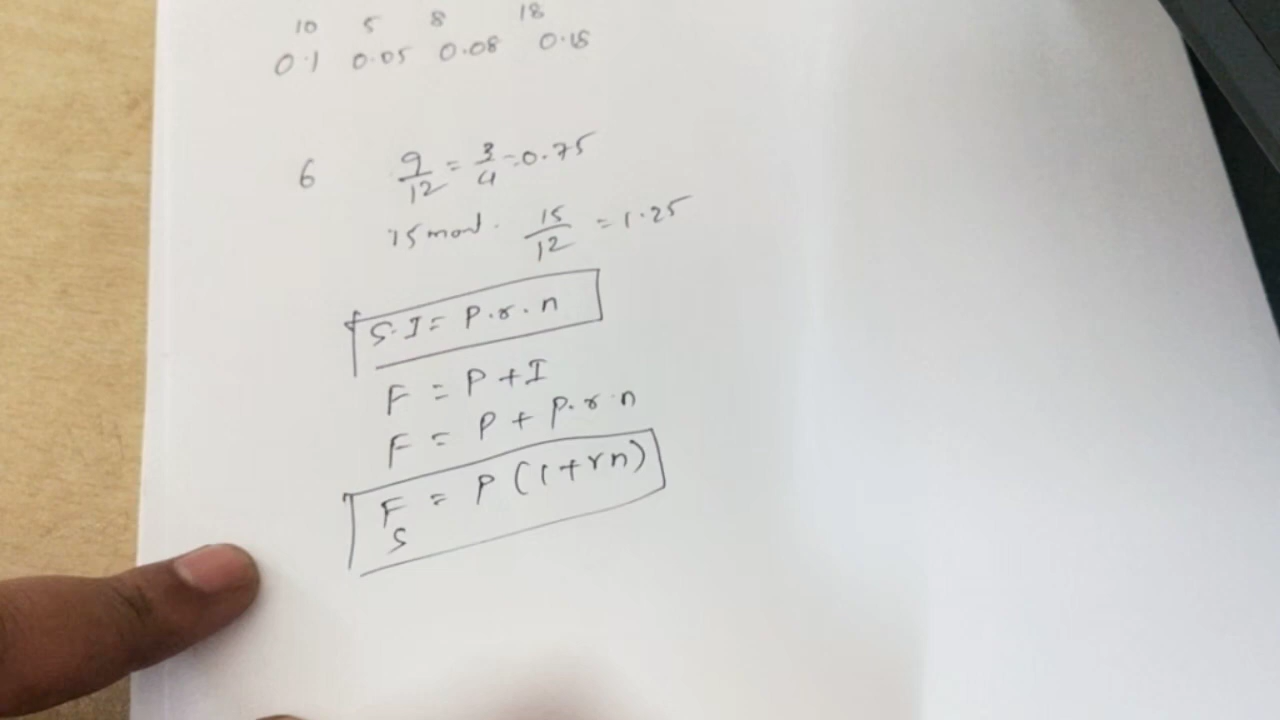 10 5 8 18
0.1 0.05 0.08 0.18
6 9/12 = 3/4 = 0.75
15 mont. 15/12 = 1.25
S.I = P.r.n
F = P + I
F = P + P.r.n
F = P (1+rn)
S